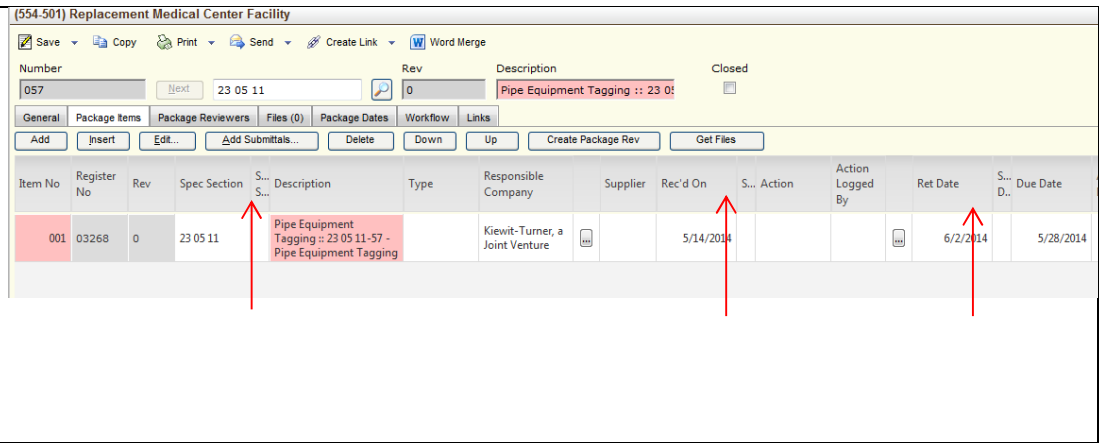 (554-501) Replacement Medical Center Facility
Save Copy Print Send Create Link Word Merge
Number Rev Description Closed
057 Next 23 05 11 0 Pipe Equipment Tagging :: 23 05
General Package Items Package Reviewers Files (0) Package Dates Workflow Links
Add Insert Edit... Add Submittals... Delete Down Up Create Package Rev Get Files
Item No Register No Rev Spec Section S... S... Description Type Responsible Company Supplier Rec'd On S... Action Action Logged By Ret Date S... D.. Due Date
001 03268 0 23 05 11 Pipe Equipment Tagging :: 23 05 11-57 - Pipe Equipment Tagging Kiewit-Turner, a Joint Venture ... 5/14/2014 ... 6/2/2014 5/28/2014